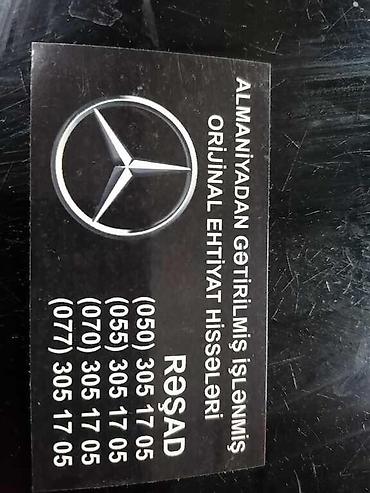 ALMANİYADAN GƏTİRİLMİŞ İŞLƏNMİŞ
ORİJİNAL EHTİYAT HİSSƏLƏRİ
RƏŞAD
(050) 305 17 05
(055) 305 17 05
(070) 305 17 05
(077) 305 17 05